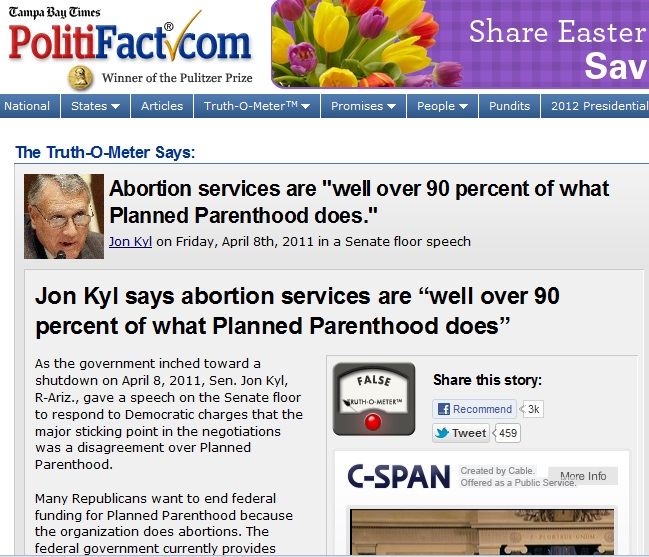 Tampa Bay Times
PolitiFact.com
Winner of the Pulitzer Prize
Share Easter
Sav
National States Articles Truth-O-Meter™ Promises People Pundits 2012 Presidential
The Truth-O-Meter Says:
Abortion services are "well over 90 percent of what
Planned Parenthood does."
Jon Kyl on Friday, April 8th, 2011 in a Senate floor speech
Jon Kyl says abortion services are “well over 90
percent of what Planned Parenthood does”
As the government inched toward a
shutdown on April 8, 2011, Sen. Jon Kyl,
R-Ariz., gave a speech on the Senate floor
to respond to Democratic charges that the
major sticking point in the negotiations
was a disagreement over Planned
Parenthood.
Many Republicans want to end federal
funding for Planned Parenthood because
the organization does abortions. The
federal government currently provides
FALSE
TRUTH-O-METER™
Share this story:
Recommend 3k
Tweet 459
C-SPAN
Created by Cable.
Offered as a Public Service.
More Info